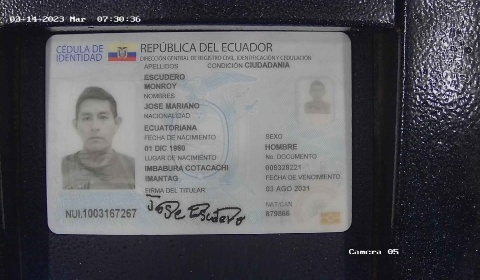 03-14-2023 Mar 07:30:36
CÉDULA DE IDENTIDAD
REPÚBLICA DEL ECUADOR
DIRECCIÓN GENERAL DE REGISTRO CIVIL, IDENTIFICACIÓN Y CEDULACIÓN
APELLIDOS
CONDICIÓN CIUDADANÍA
ESCUDERO
MONROY
NOMBRES
JOSE MARIANO
NACIONALIDAD
ECUATORIANA
FECHA DE NACIMIENTO
01 DIC 1980
LUGAR DE NACIMIENTO
IMBABURA COTACACHI
IMANTAG
FIRMA DEL TITULAR
SEXO
HOMBRE
No. DOCUMENTO
009328221
FECHA DE VENCIMIENTO
03 AGO 2031
NAT/CAN
679866
NUI.1003167267
Jose Escudero
Camera 05